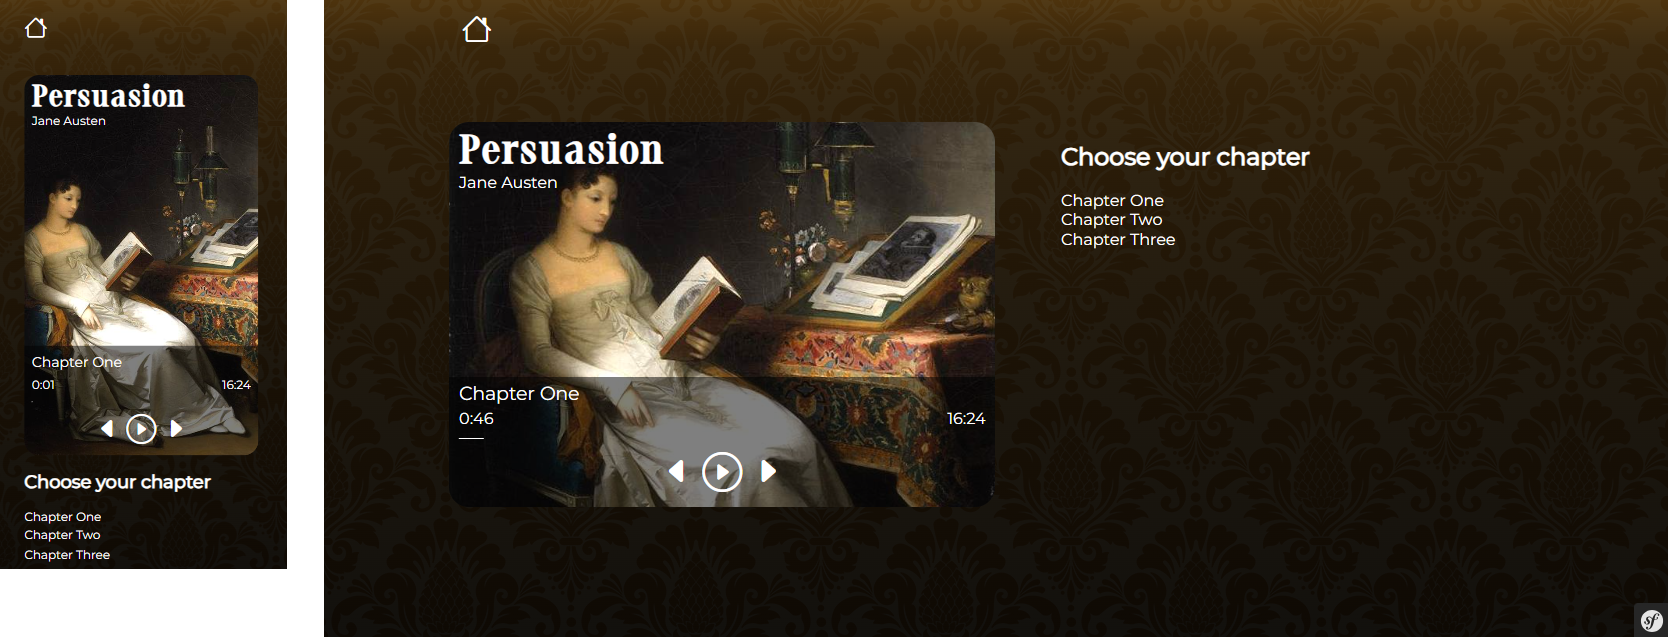 Persuasion
Jane Austen
Chapter One
0:01 16:24
Choose your chapter
Chapter One
Chapter Two
Chapter Three
Persuasion
Jane Austen
Chapter One
0:46 16:24
Choose your chapter
Chapter One
Chapter Two
Chapter Three
sf